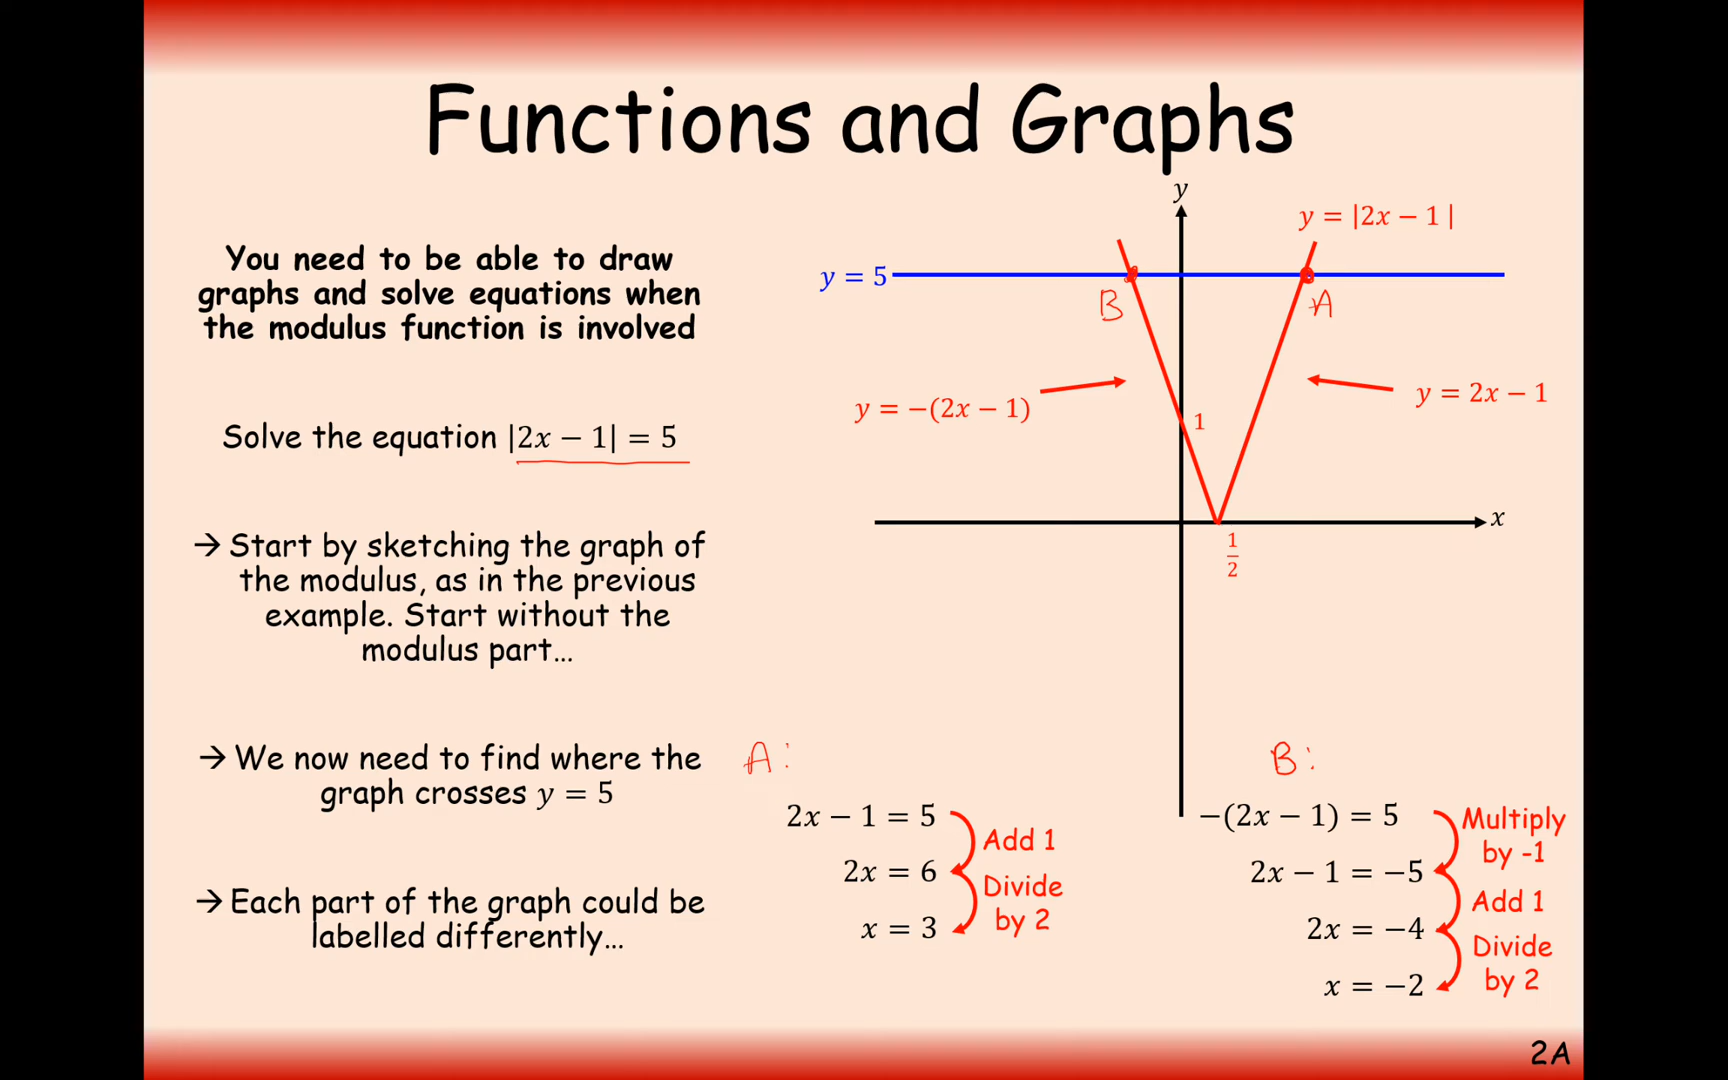 Functions and Graphs
You need to be able to draw
graphs and solve equations when
the modulus function is involved
Solve the equation |2x − 1| = 5
→ Start by sketching the graph of
the modulus, as in the previous
example. Start without the
modulus part…
→ We now need to find where the
graph crosses y = 5
→ Each part of the graph could be
labelled differently…
y
y = |2x − 1 |
y = 5
B
A
y = −(2x − 1)
y = 2x − 1
1
x
1/2
A:
2x − 1 = 5
Add 1
2x = 6
Divide
by 2
x = 3
B:
−(2x − 1) = 5
Multiply
by -1
2x − 1 = −5
Add 1
2x = −4
Divide
by 2
x = −2
2A